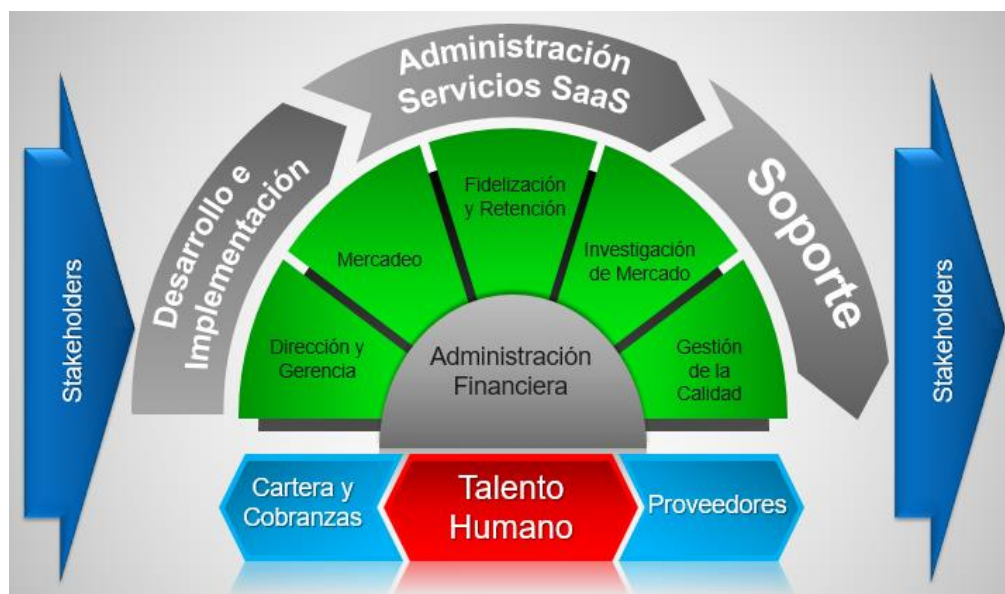 Stakeholders
Desarrollo e
Implementación
Administración
Servicios SaaS
Soporte
Dirección y
Gerencia
Mercadeo
Fidelización
y Retención
Investigación
de Mercado
Gestión
de la
Calidad
Administración
Financiera
Cartera y
Cobranzas
Talento
Humano
Proveedores
Stakeholders